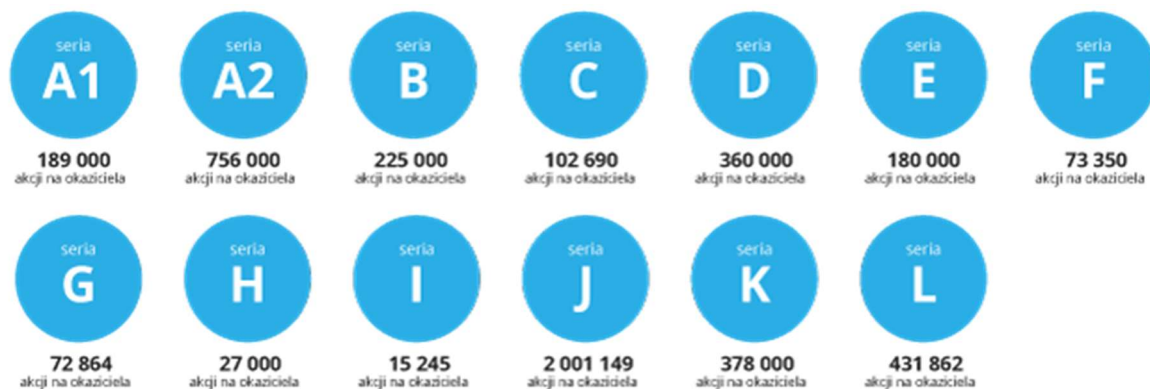 seria seria seria seria seria seria seria
A1 A2 B C D E F
189 000 756 000 225 000 102 690 360 000 180 000 73 350
akcji na okaziciela akcji na okaziciela akcji na okaziciela akcji na okaziciela akcji na okaziciela akcji na okaziciela akcji na okaziciela
seria seria seria seria seria seria
G H I J K L
72 864 27 000 15 245 2 001 149 378 000 431 862
akcji na okaziciela akcji na okaziciela akcji na okaziciela akcji na okaziciela akcji na okaziciela akcji na okaziciela